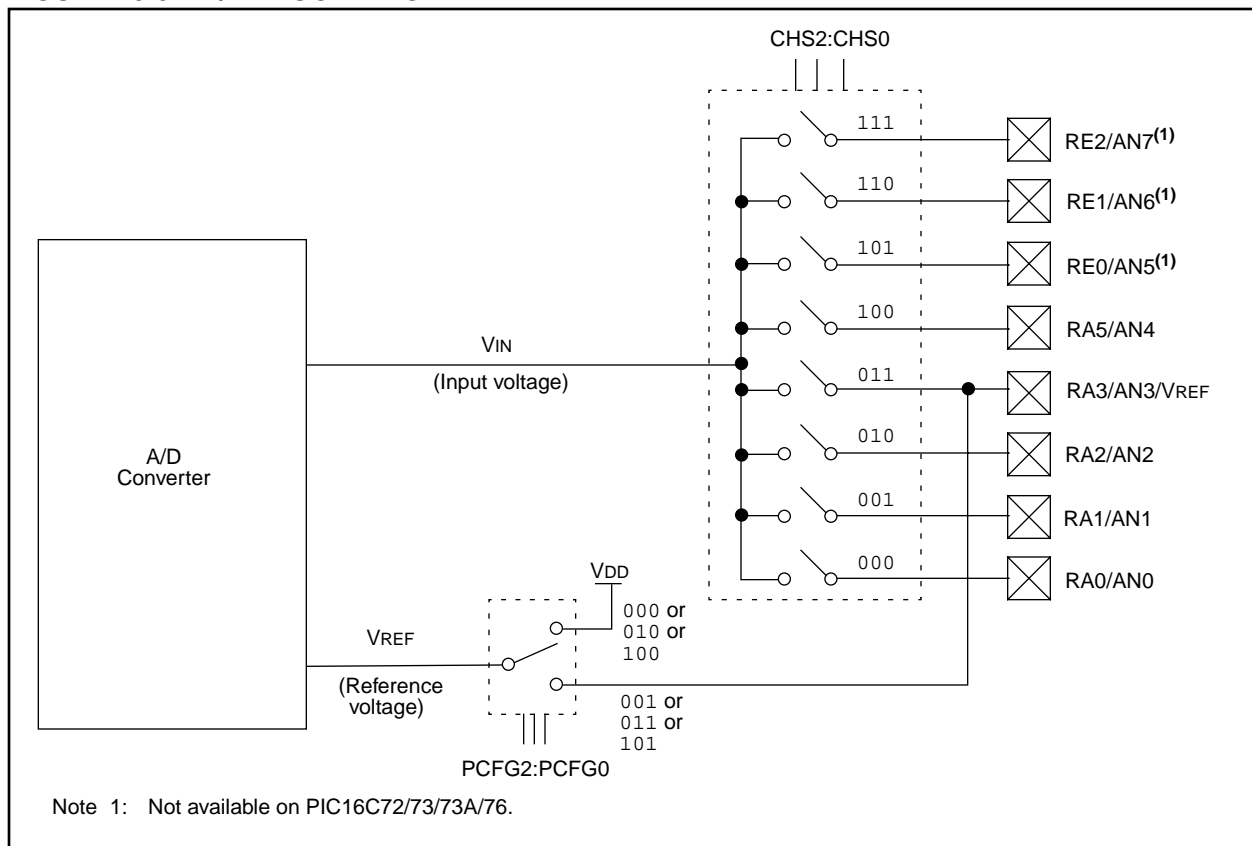 CHS2:CHS0
111
RE2/AN7(1)
110
RE1/AN6(1)
101
RE0/AN5(1)
100
RA5/AN4
VIN
(Input voltage)
011
RA3/AN3/VREF
010
RA2/AN2
A/D
Converter
001
RA1/AN1
000
RA0/AN0
VDD
000 or
010 or
100
VREF
(Reference
voltage)
001 or
011 or
101
PCFG2:PCFG0
Note 1: Not available on PIC16C72/73/73A/76.